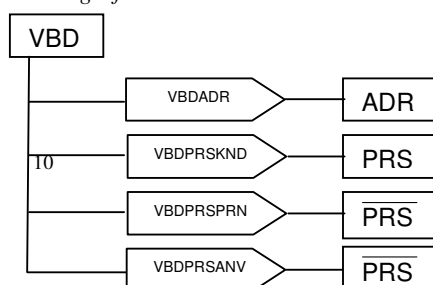 VBD
VBDADR ADR
VBDPRSKND PRS
10
VBDPRSPRN PRS
VBDPRSANV PRS